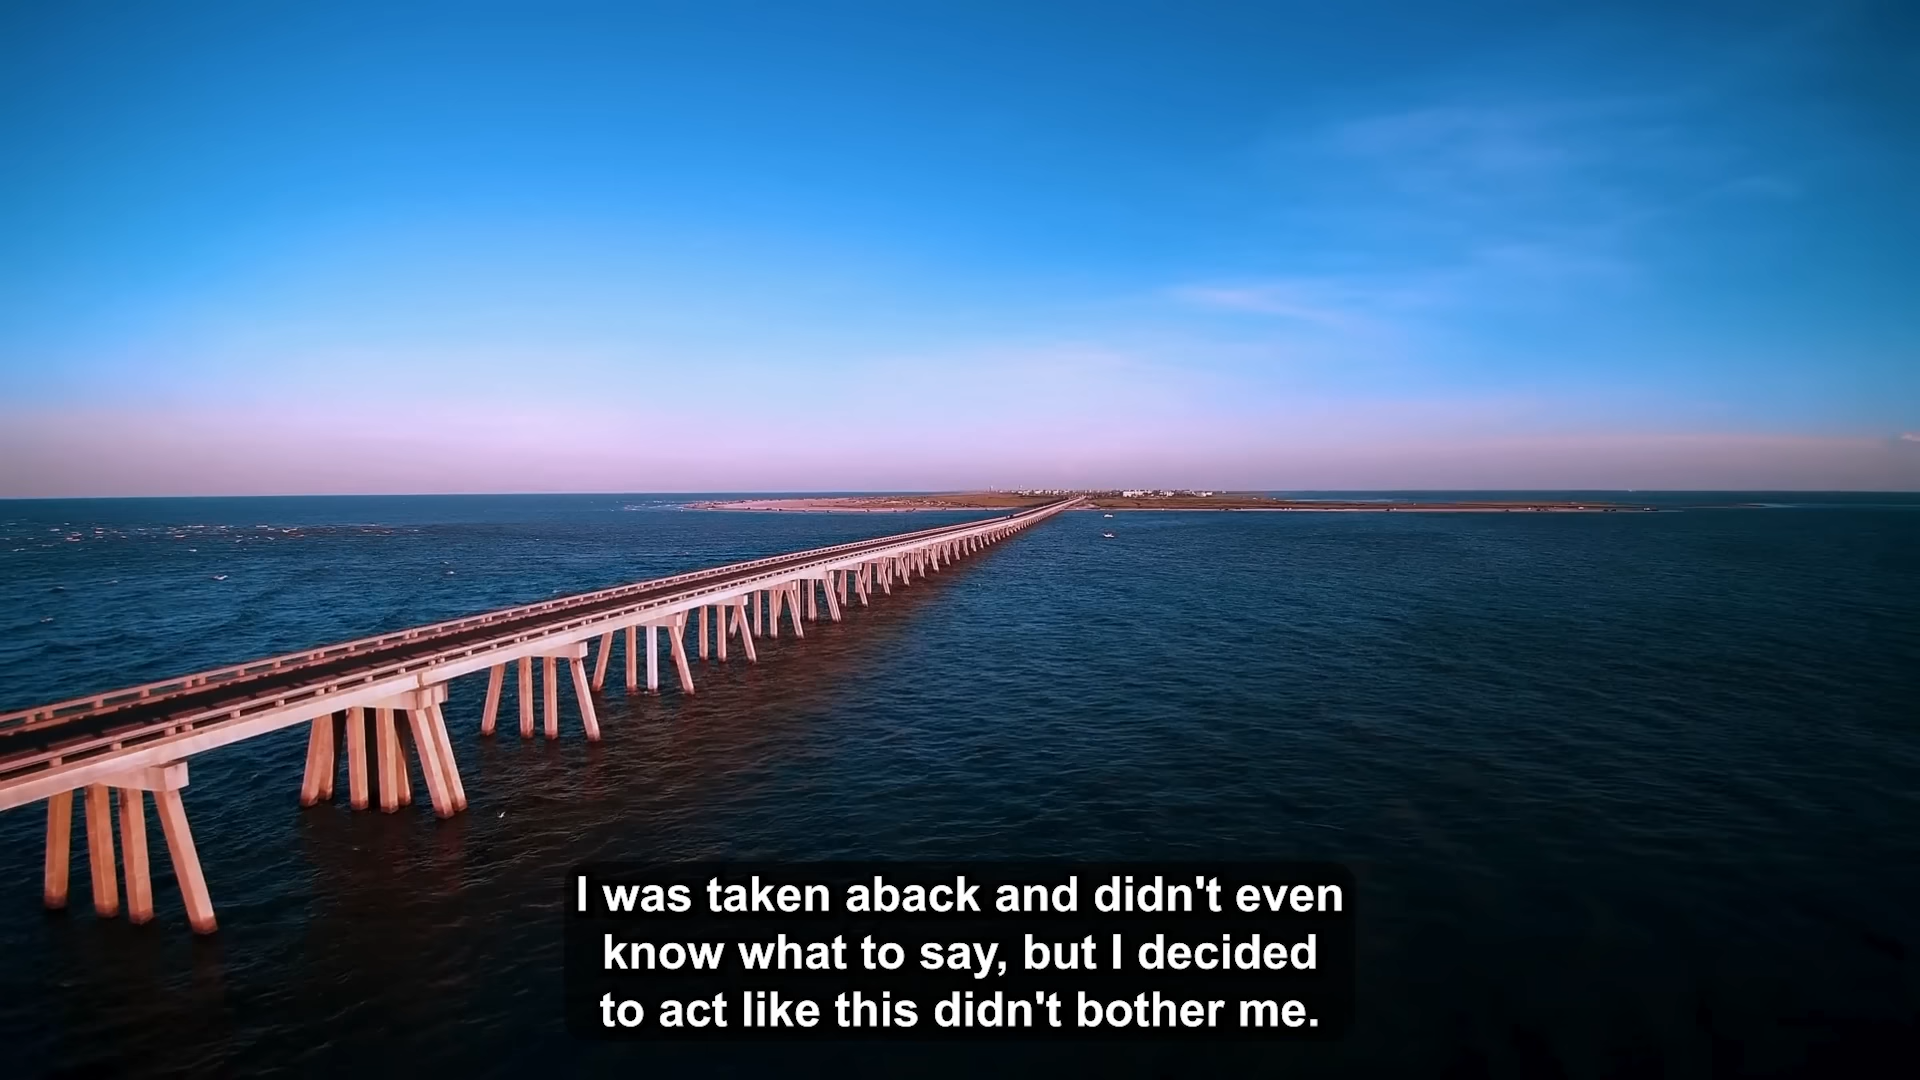 I was taken aback and didn't even
know what to say, but I decided
to act like this didn't bother me.